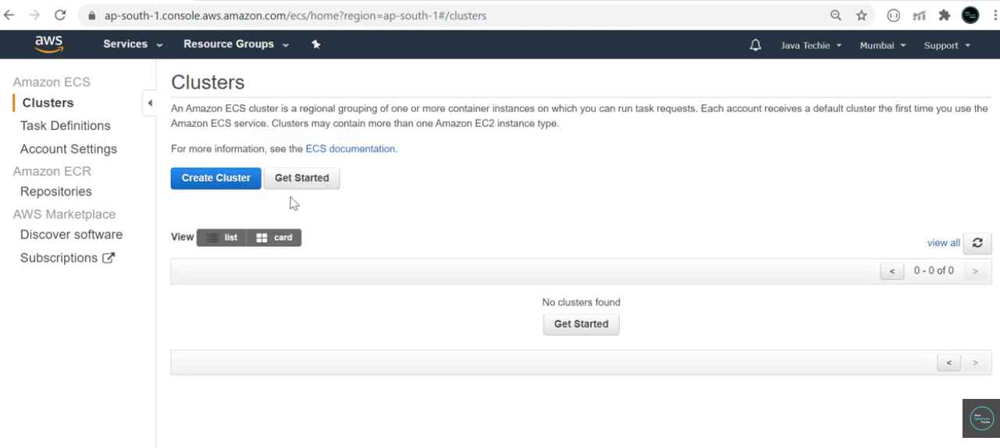 ap-south-1.console.aws.amazon.com/ecs/home?region=ap-south-1#/clusters
aws Services Resource Groups Java Techie Mumbai Support
Amazon ECS
Clusters
Task Definitions
Account Settings
Amazon ECR
Repositories
AWS Marketplace
Discover software
Subscriptions
Clusters
An Amazon ECS cluster is a regional grouping of one or more container instances on which you can run task requests. Each account receives a default cluster the first time you use the
Amazon ECS service. Clusters may contain more than one Amazon EC2 instance type.
For more information, see the ECS documentation.
Create Cluster Get Started
View list card
view all
< 0 - 0 of 0 >
No clusters found
Get Started
< >
Java
Techie